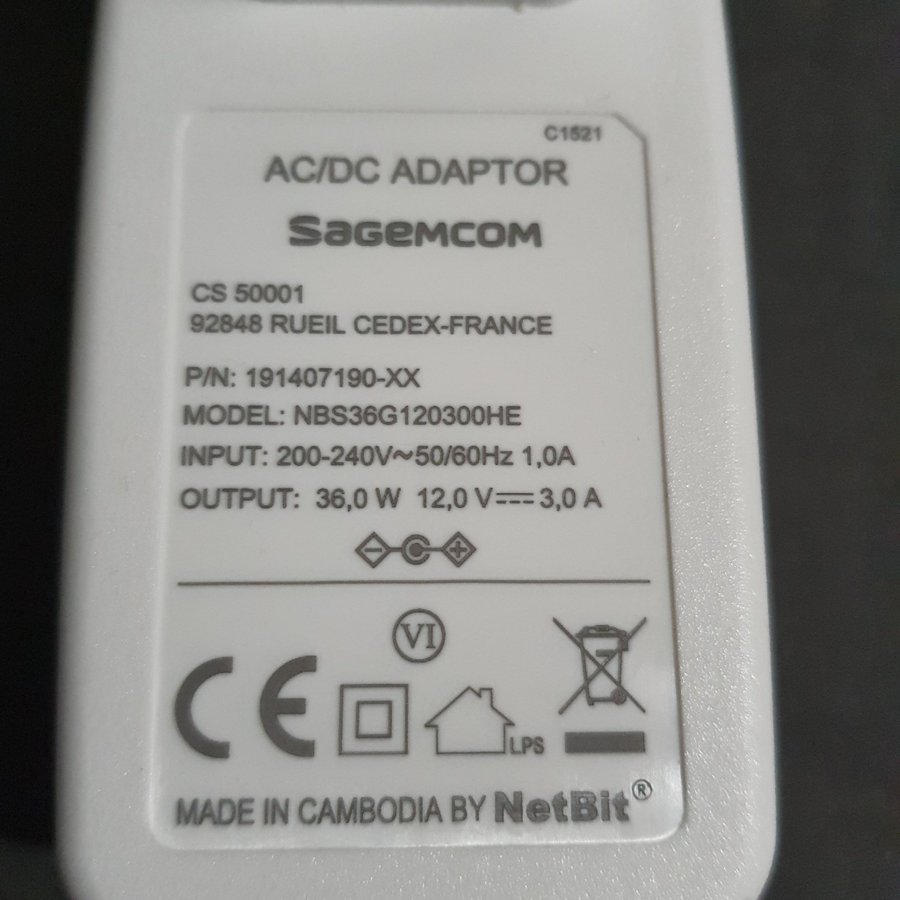 C1521
AC/DC ADAPTOR
SAGEMCOM
CS 50001
92848 RUEIL CEDEX-FRANCE
P/N: 191407190-XX
MODEL: NBS36G120300HE
INPUT: 200-240V~50/60Hz 1,0A
OUTPUT: 36,0 W 12,0 V⎓3,0 A
VI
CE
LPS
MADE IN CAMBODIA BY NetBit®